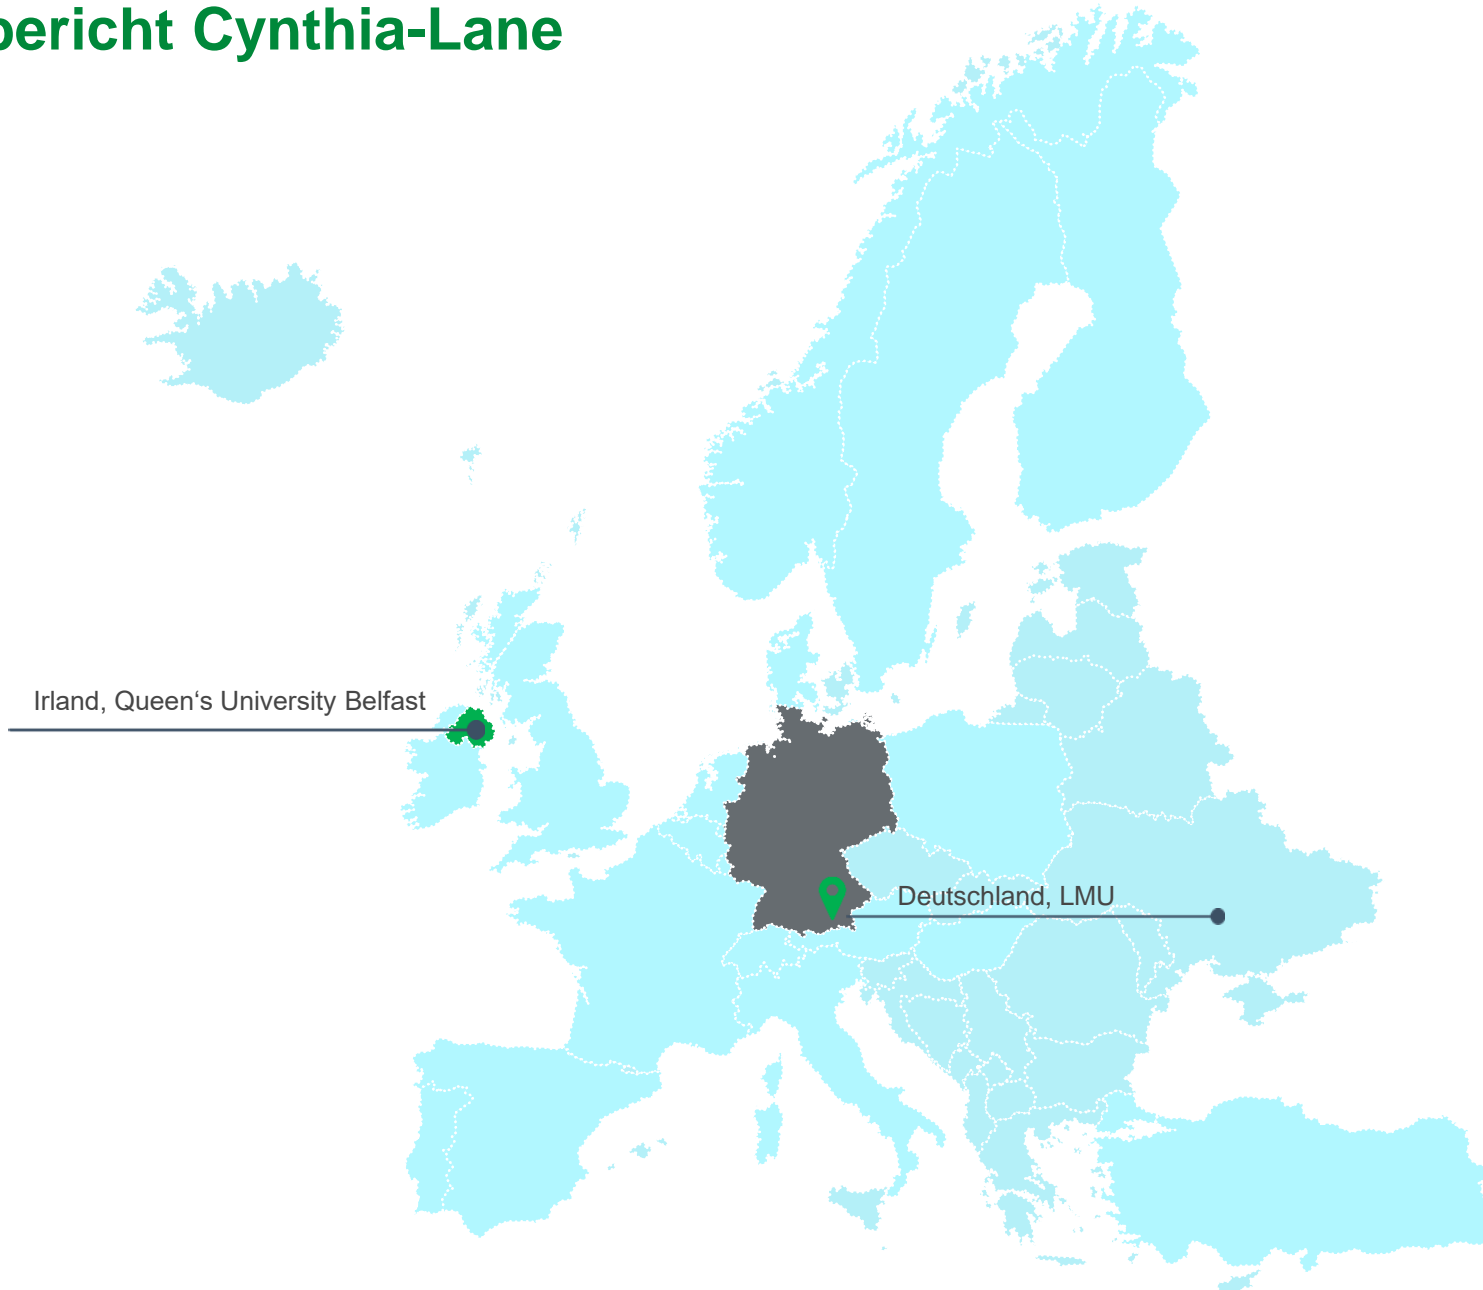 bericht Cynthia-Lane
Irland, Queen‘s University Belfast
Deutschland, LMU